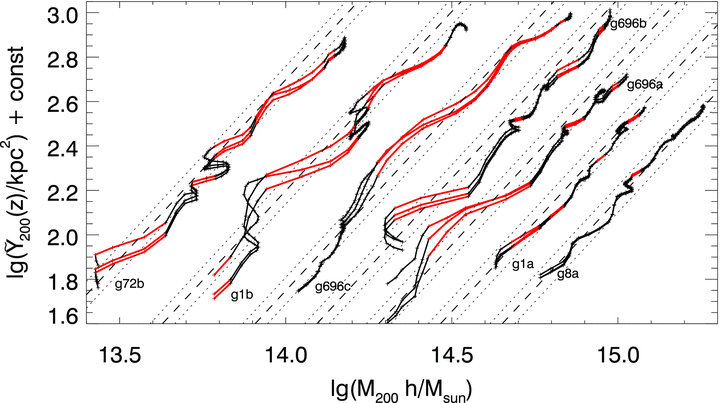 3.0
2.8
2.6
2.4
2.2
2.0
1.8
1.6
lg(Ỹ₂₀₀(z)/kpc²) + const
g696b
g696a
g72b
g1b
g696c
g1a
g8a
13.5 14.0 14.5 15.0
lg(M₂₀₀ h/Mₛᵤₙ)